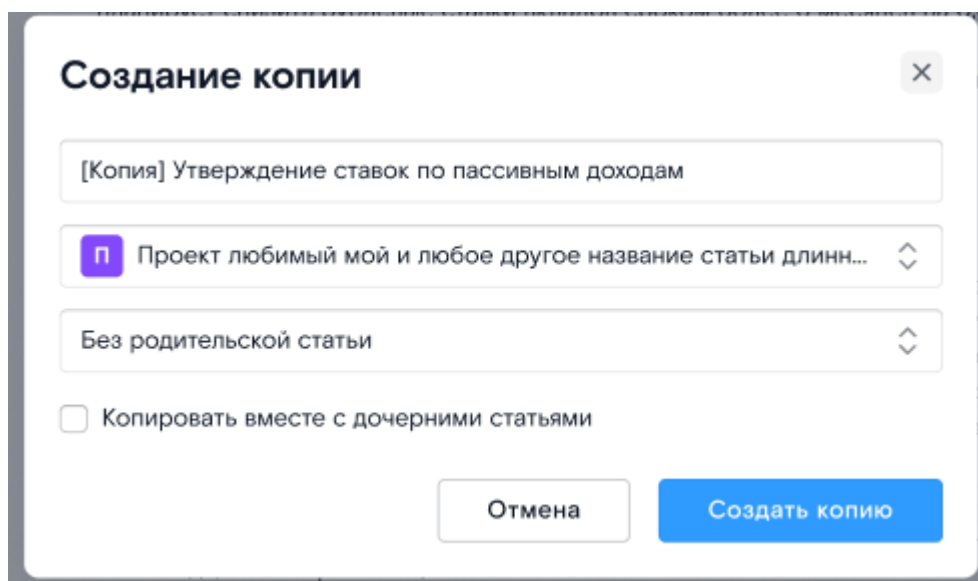 Создание копии
[Копия] Утверждение ставок по пассивным доходам
П Проект любимый мой и любое другое название статьи длинн...
Без родительской статьи
Копировать вместе с дочерними статьями
Отмена Создать копию